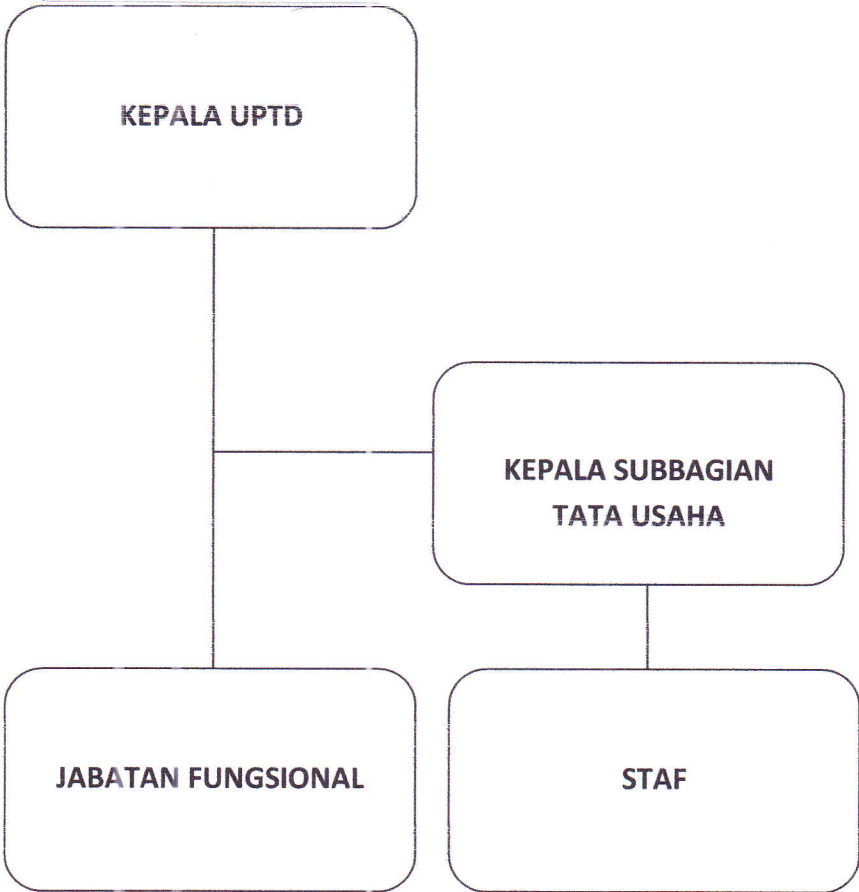 KEPALA UPTD
KEPALA SUBBAGIAN
TATA USAHA
JABATAN FUNGSIONAL
STAF